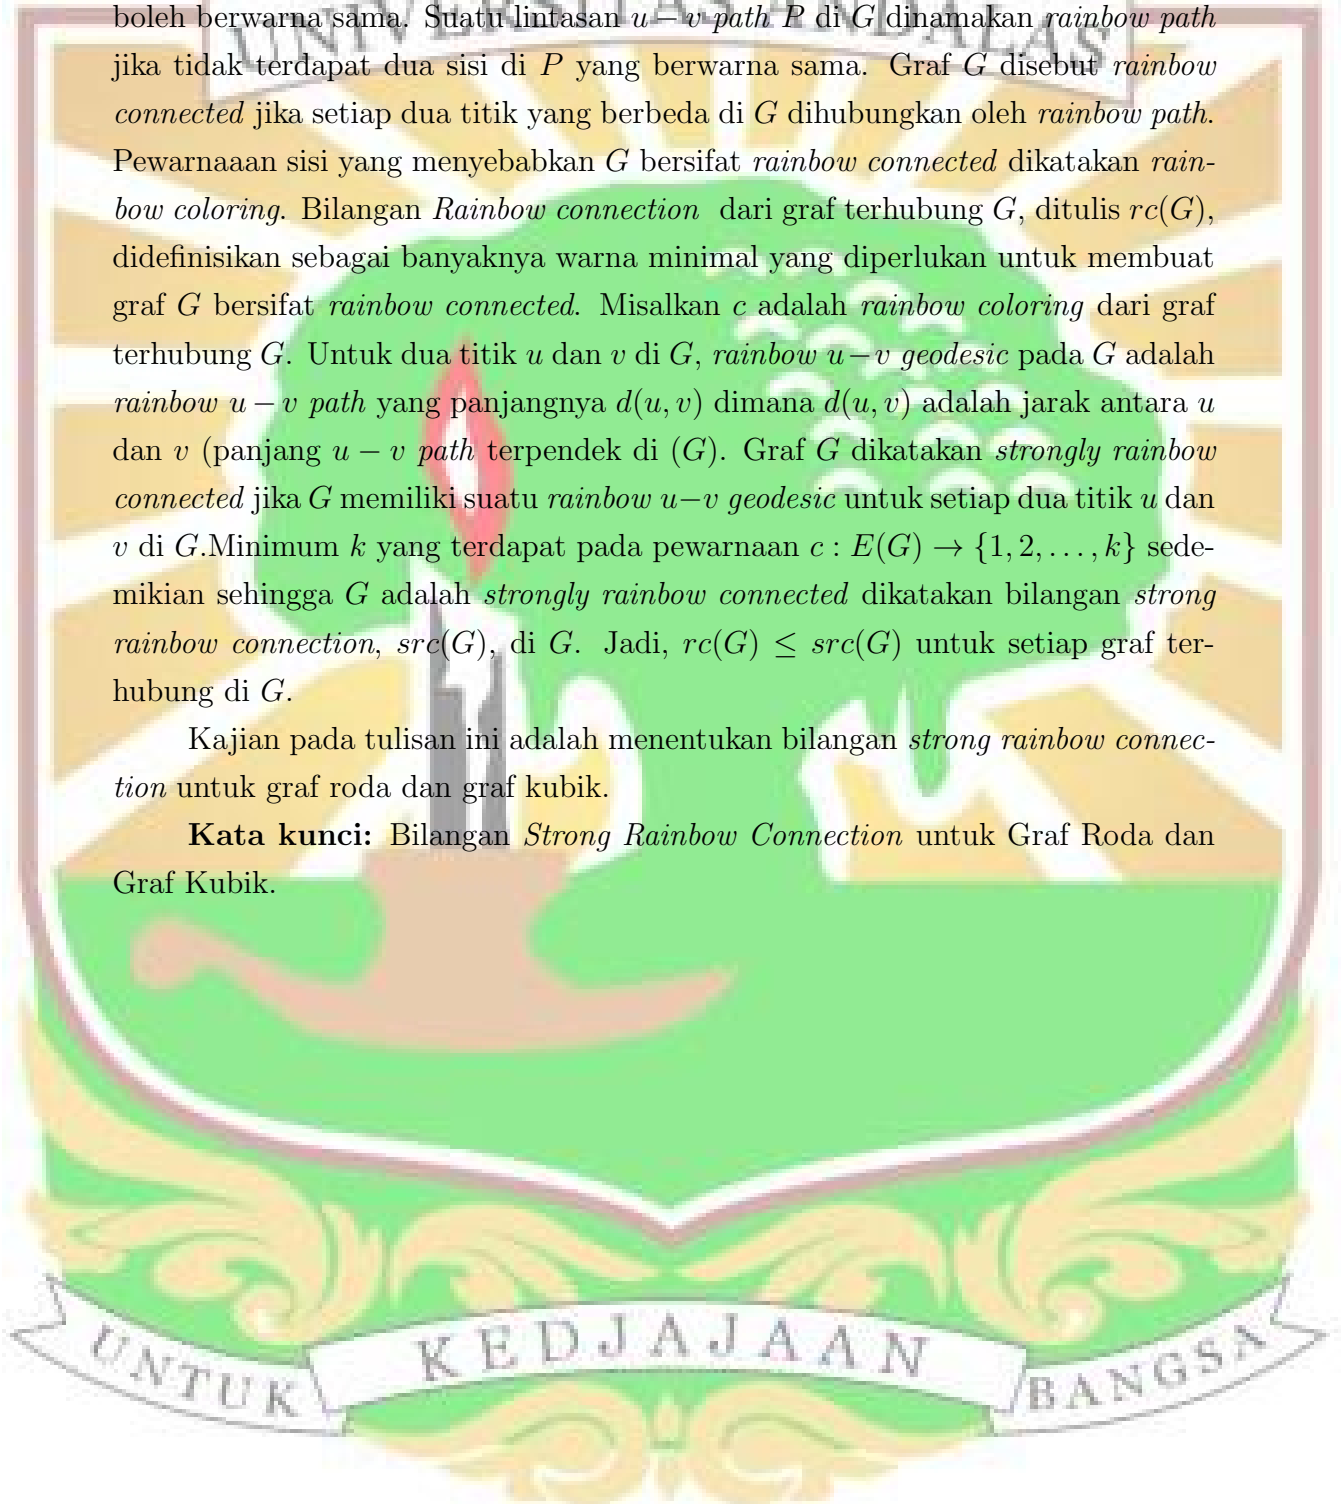 boleh berwarna sama. Suatu lintasan u − v path P di G dinamakan rainbow path
UNIVERSITAS ANDALAS
jika tidak terdapat dua sisi di P yang berwarna sama. Graf G disebut rainbow
connected jika setiap dua titik yang berbeda di G dihubungkan oleh rainbow path.
Pewarnaaan sisi yang menyebabkan G bersifat rainbow connected dikatakan rain-
bow coloring. Bilangan Rainbow connection dari graf terhubung G, ditulis rc(G),
didefinisikan sebagai banyaknya warna minimal yang diperlukan untuk membuat
graf G bersifat rainbow connected. Misalkan c adalah rainbow coloring dari graf
terhubung G. Untuk dua titik u dan v di G, rainbow u−v geodesic pada G adalah
rainbow u − v path yang panjangnya d(u, v) dimana d(u, v) adalah jarak antara u
dan v (panjang u − v path terpendek di (G). Graf G dikatakan strongly rainbow
connected jika G memiliki suatu rainbow u−v geodesic untuk setiap dua titik u dan
v di G.Minimum k yang terdapat pada pewarnaan c : E(G) → {1, 2, . . . , k} sede-
mikian sehingga G adalah strongly rainbow connected dikatakan bilangan strong
rainbow connection, src(G), di G. Jadi, rc(G) ≤ src(G) untuk setiap graf ter-
hubung di G.
Kajian pada tulisan ini adalah menentukan bilangan strong rainbow connec-
tion untuk graf roda dan graf kubik.
Kata kunci: Bilangan Strong Rainbow Connection untuk Graf Roda dan
Graf Kubik.
UNTUK KEDJAJAAN BANGSA